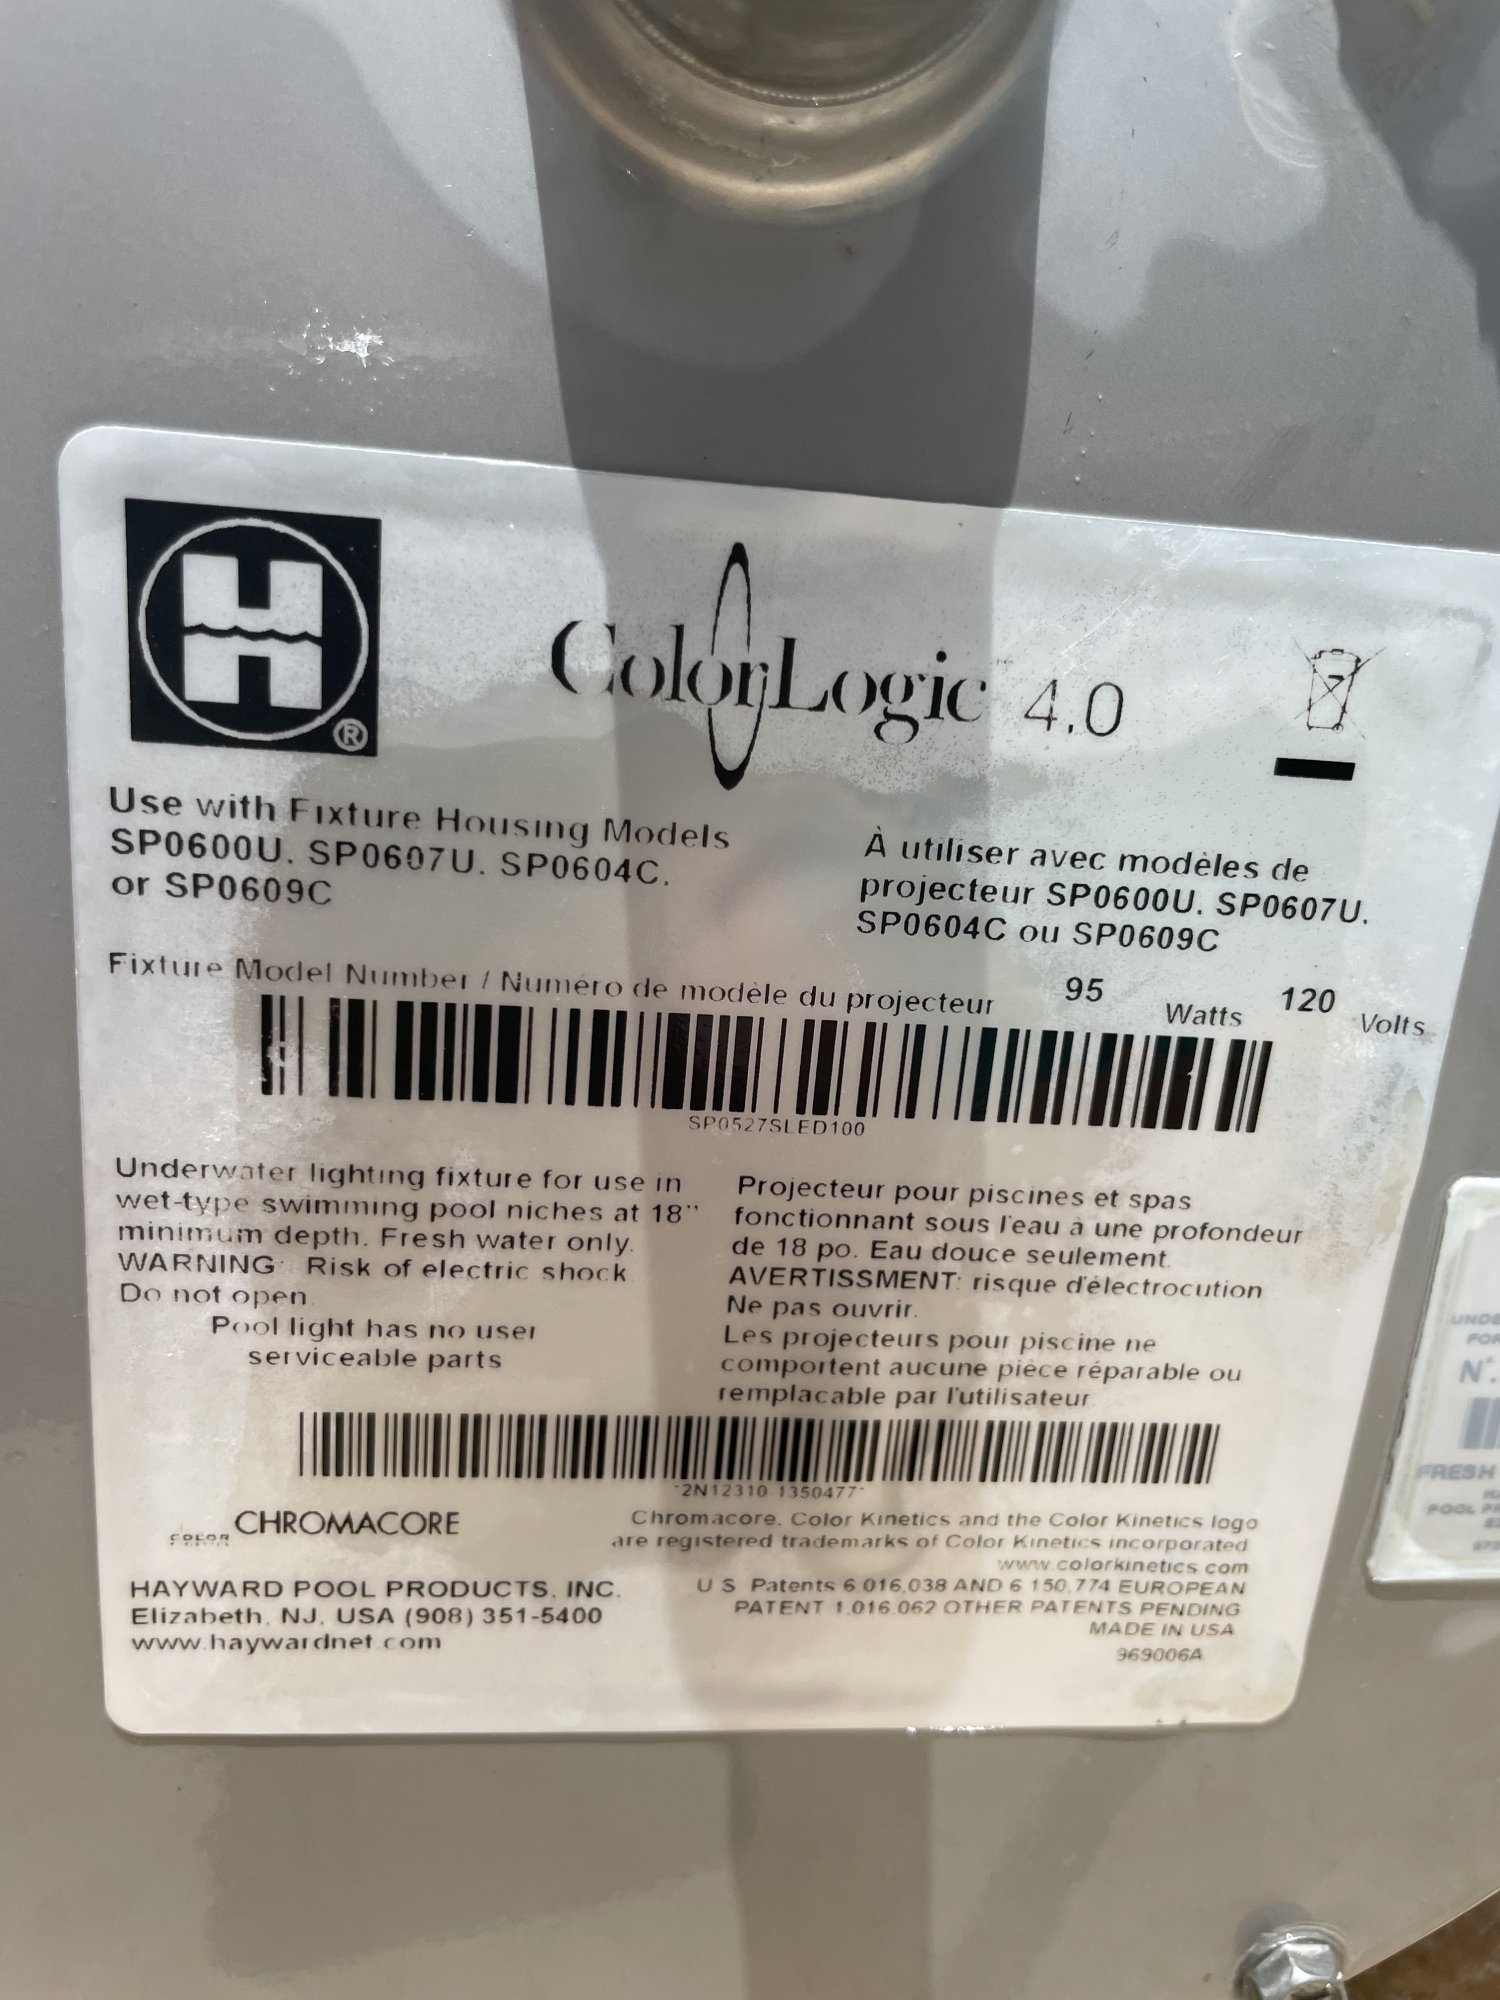 H
®
ColorLogic™ 4.0
Use with Fixture Housing Models
SP0600U, SP0607U, SP0604C,
or SP0609C
À utiliser avec modèles de
projecteur SP0600U, SP0607U,
SP0604C ou SP0609C
Fixture Model Number / Numéro de modèle du projecteur
95 Watts 120 Volts
SP0527SLED100
Underwater lighting fixture for use in
wet-type swimming pool niches at 18"
minimum depth. Fresh water only.
WARNING: Risk of electric shock
Do not open.
Pool light has no user
serviceable parts
Projecteur pour piscines et spas
fonctionnant sous l'eau à une profondeur
de 18 po. Eau douce seulement.
AVERTISSMENT: risque d'électrocution
Ne pas ouvrir.
Les projecteurs pour piscine ne
comportent aucune pièce réparable ou
remplacable par l'utilisateur
*2N12310 1350477*
COLOR CHROMACORE
Chromacore, Color Kinetics and the Color Kinetics logo
are registered trademarks of Color Kinetics incorporated
www.colorkinetics.com
HAYWARD POOL PRODUCTS, INC.
Elizabeth, NJ, USA (908) 351-5400
www.haywardnet.com
U S Patents 6,016,038 AND 6 150,774 EUROPEAN
PATENT 1,016,062 OTHER PATENTS PENDING
MADE IN USA
969006A
UNDE
FOR
N°.
FRESH
POOL